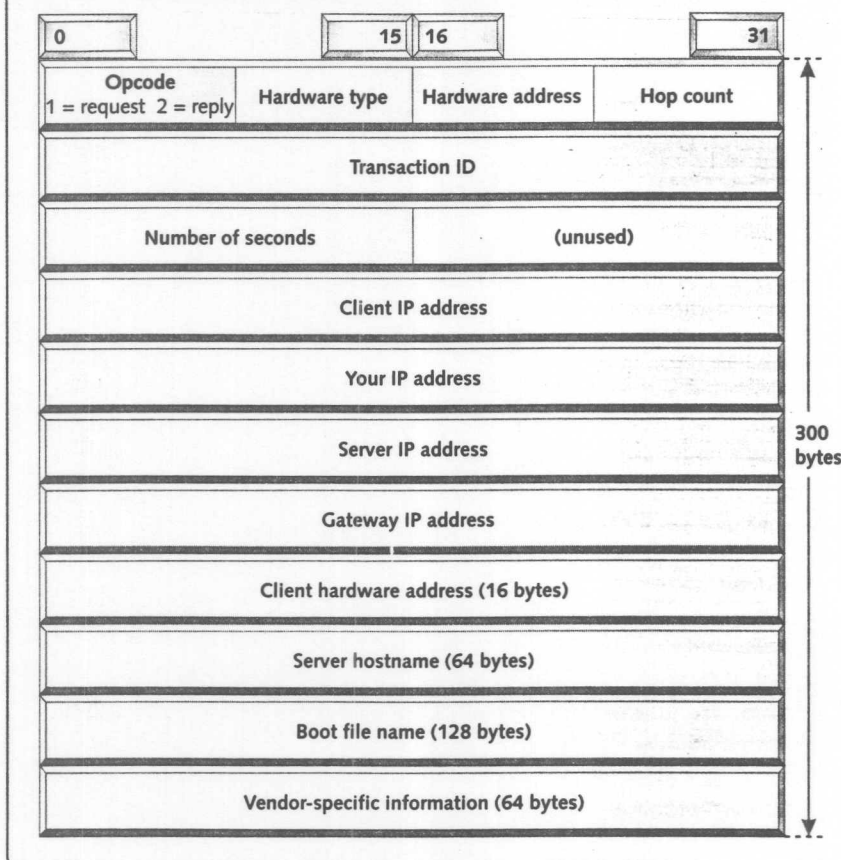 0 15 16 31
Opcode
1 = request 2 = reply
Hardware type
Hardware address
Hop count
Transaction ID
Number of seconds
(unused)
Client IP address
Your IP address
Server IP address
Gateway IP address
Client hardware address (16 bytes)
Server hostname (64 bytes)
Boot file name (128 bytes)
Vendor-specific information (64 bytes)
300
bytes